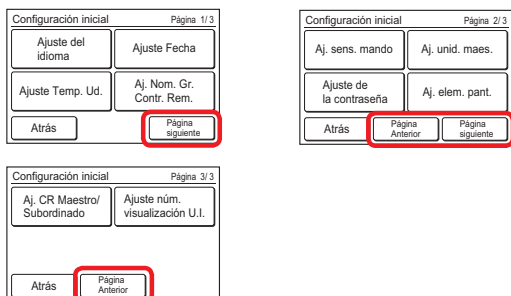 Configuración inicial Página 1/ 3
Ajuste del
idioma
Ajuste Fecha
Ajuste Temp. Ud.
Aj. Nom. Gr.
Contr. Rem.
Atrás
Página
siguiente
Configuración inicial Página 2/ 3
Aj. sens. mando
Aj. unid. maes.
Ajuste de
la contraseña
Aj. elem. pant.
Atrás
Página
Anterior
Página
siguiente
Configuración inicial Página 3/ 3
Aj. CR Maestro/
Subordinado
Ajuste núm.
visualización U.I.
Atrás
Página
Anterior